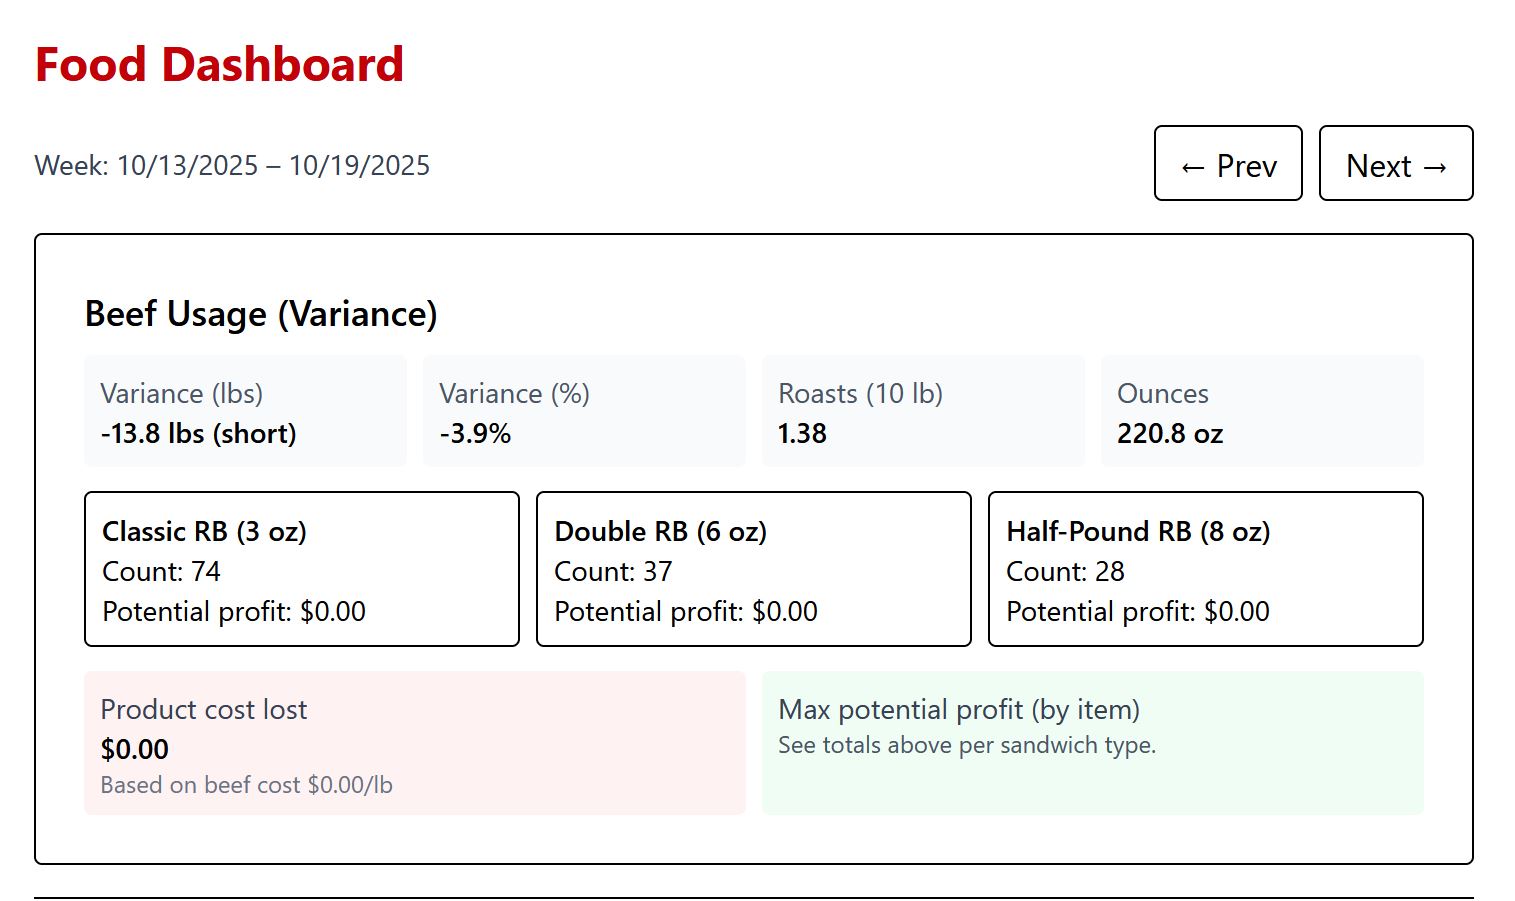 Food Dashboard
Week: 10/13/2025 – 10/19/2025
← Prev
Next →
Beef Usage (Variance)
Variance (lbs)
-13.8 lbs (short)
Variance (%)
-3.9%
Roasts (10 lb)
1.38
Ounces
220.8 oz
Classic RB (3 oz)
Count: 74
Potential profit: $0.00
Double RB (6 oz)
Count: 37
Potential profit: $0.00
Half-Pound RB (8 oz)
Count: 28
Potential profit: $0.00
Product cost lost
$0.00
Based on beef cost $0.00/lb
Max potential profit (by item)
See totals above per sandwich type.